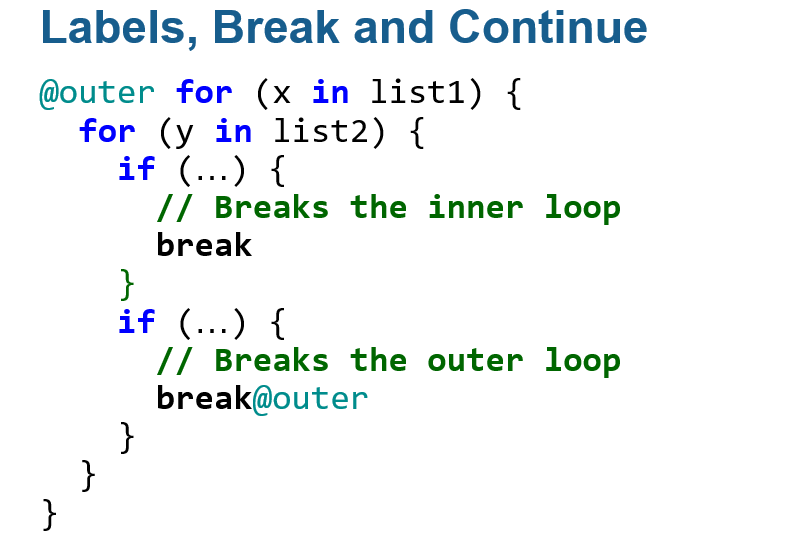 Labels, Break and Continue
@outer for (x in list1) {
  for (y in list2) {
    if (…) {
      // Breaks the inner loop
      break
    }
    if (…) {
      // Breaks the outer loop
      break@outer
    }
  }
}